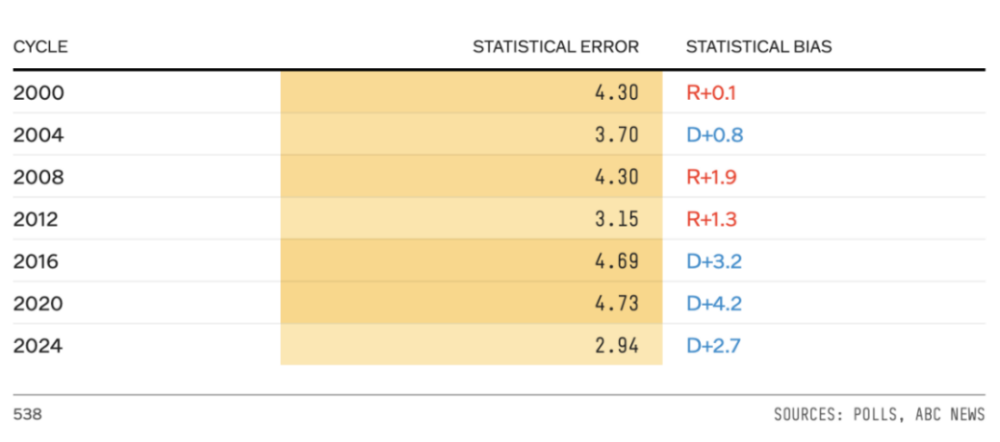 CYCLE STATISTICAL ERROR STATISTICAL BIAS
2000 4.30 R+0.1
2004 3.70 D+0.8
2008 4.30 R+1.9
2012 3.15 R+1.3
2016 4.69 D+3.2
2020 4.73 D+4.2
2024 2.94 D+2.7
538 SOURCES: POLLS, ABC NEWS